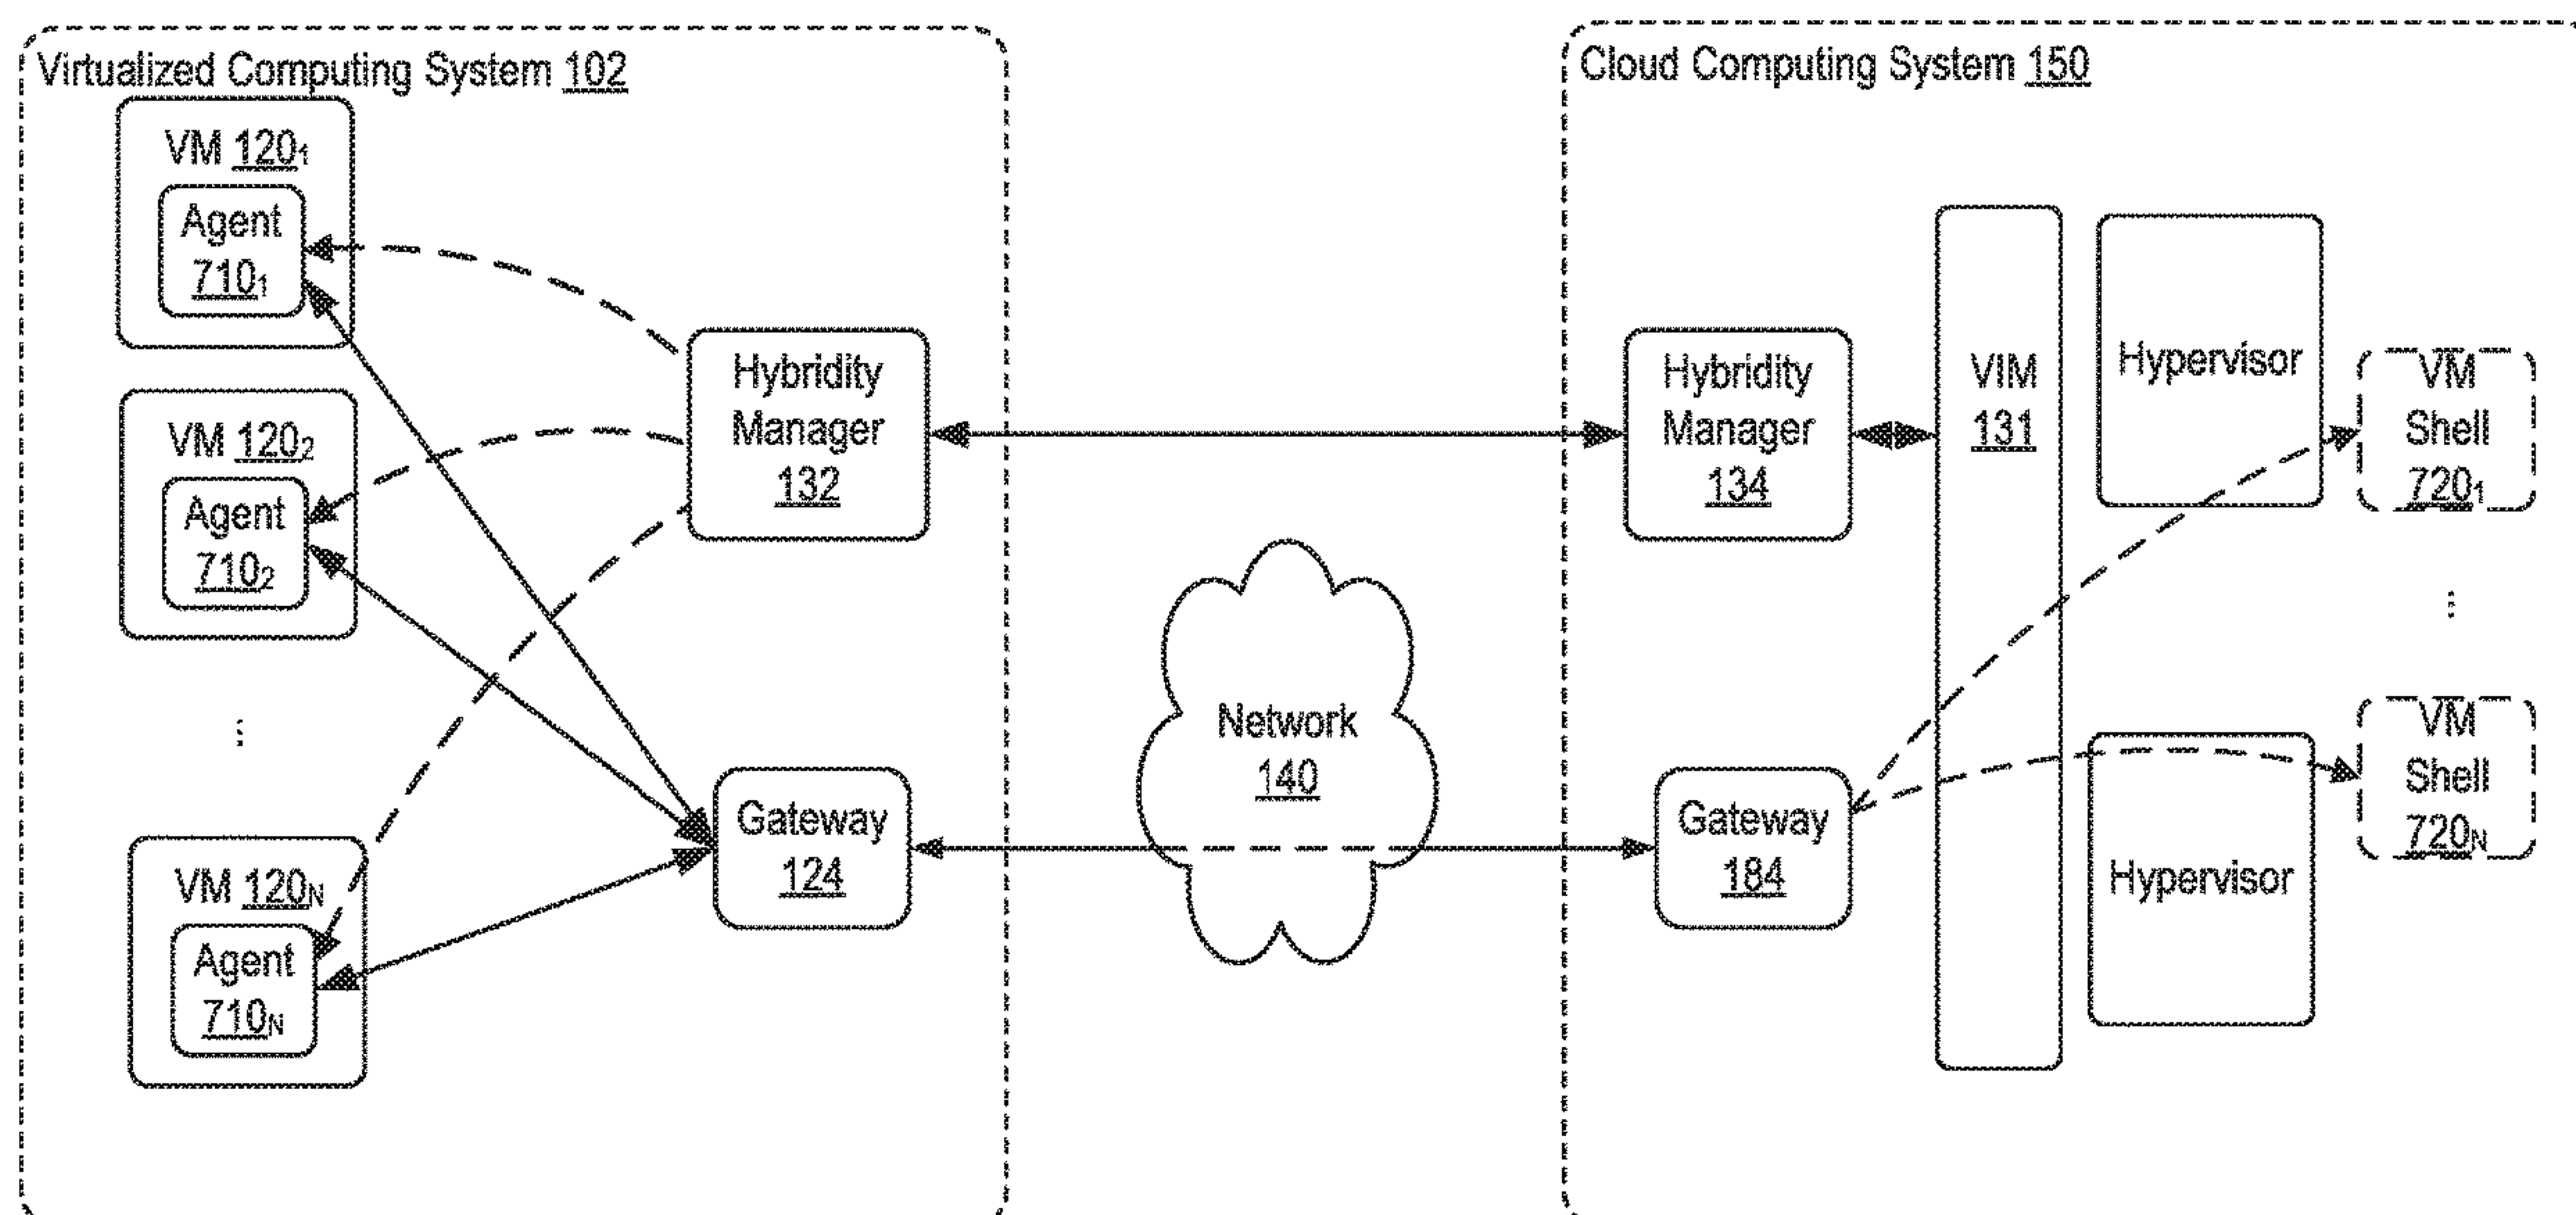 Virtualized Computing System 102
VM 120₁
Agent
710₁
VM 120₂
Agent
710₂
⋮
VM 120N
Agent
710N
Hybridity
Manager
132
Gateway
124
Network
140
Cloud Computing System 150
Hybridity
Manager
134
Gateway
184
VIM
131
Hypervisor
Hypervisor
VM
Shell
720₁
⋮
VM
Shell
720N